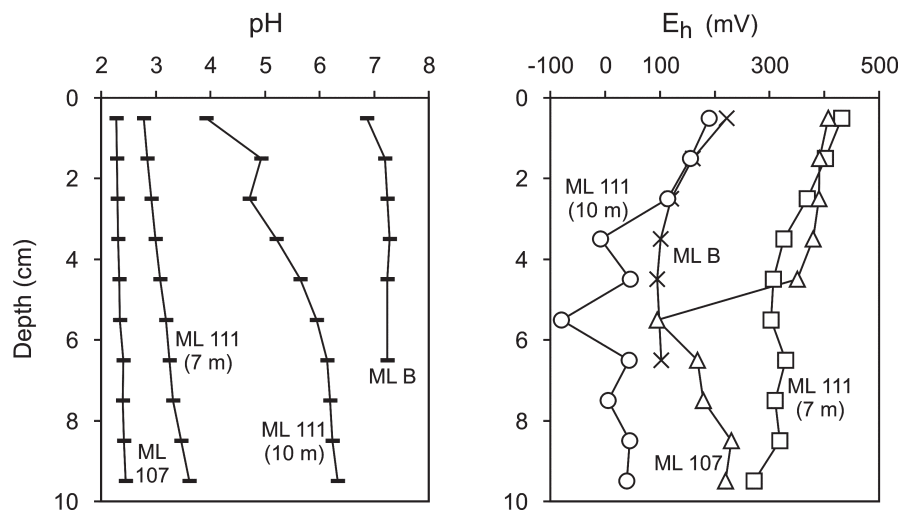 pH
2 3 4 5 6 7 8
0
2
4
6
8
10
Depth (cm)
ML 111
(7 m)
ML B
ML 111
(10 m)
ML
107
Eh (mV)
-100 0 100 300 500
0
2
4
6
8
10
ML 111
(10 m)
ML B
ML 111
(7 m)
ML 107